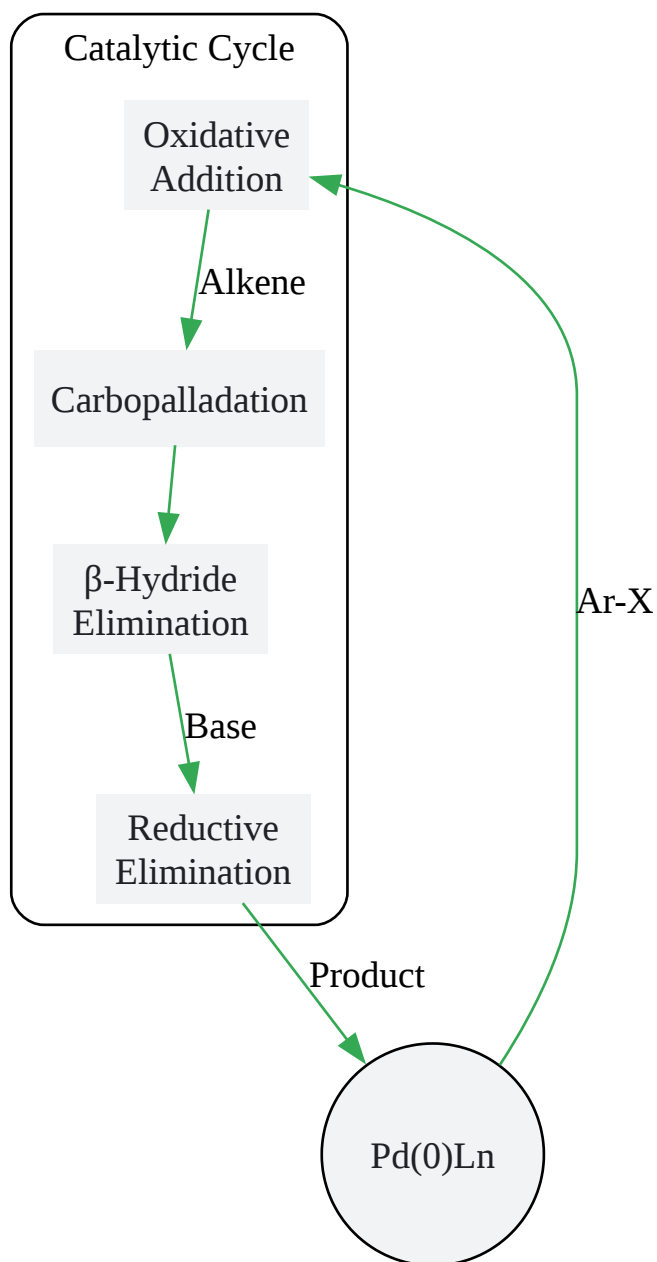 Catalytic Cycle
Oxidative
Addition
Alkene
Carbopalladation
β-Hydride
Elimination
Ar-X
Base
Reductive
Elimination
Product
Pd(0)Ln